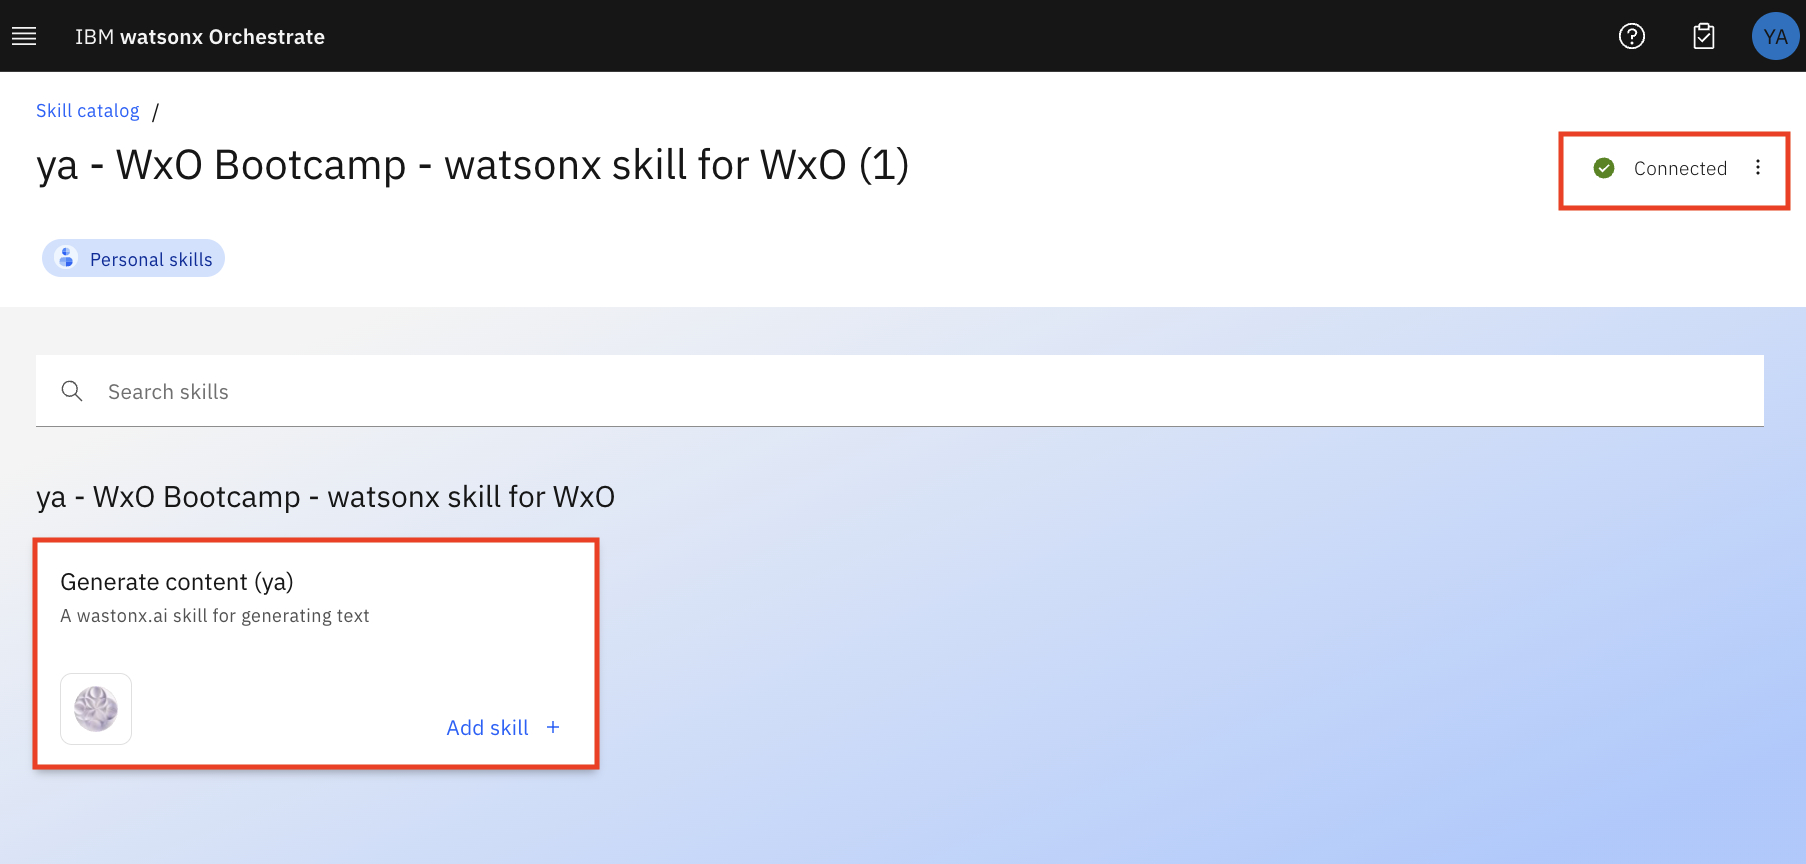 IBM watsonx Orchestrate
YA
Skill catalog /
ya - WxO Bootcamp - watsonx skill for WxO (1)
Connected
Personal skills
Search skills
ya - WxO Bootcamp - watsonx skill for WxO
Generate content (ya)
A wastonx.ai skill for generating text
Add skill +